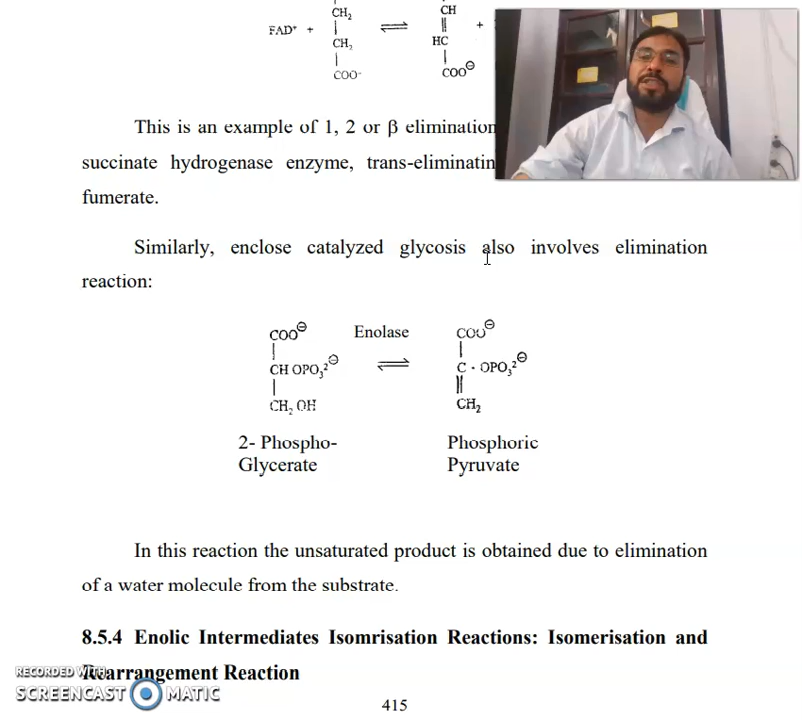 CH₂ CH
FAD⁺ + | ⇌ || +
CH₂ HC
| |
COO⁻ COO⊖
This is an example of 1, 2 or β elimination
succinate hydrogenase enzyme, trans-eliminatin
fumerate.
Similarly, enclose catalyzed glycosis also involves elimination
reaction:
COO⊖ Enolase COO⊖
| |
CH OPO₃²⊖ ⇌ C - OPO₃²⊖
| ||
CH₂ OH CH₂
2- Phospho- Phosphoric
Glycerate Pyruvate
In this reaction the unsaturated product is obtained due to elimination
of a water molecule from the substrate.
8.5.4 Enolic Intermediates Isomrisation Reactions: Isomerisation and
Rearrangement Reaction
RECORDED WITH
SCREENCAST MATIC
415